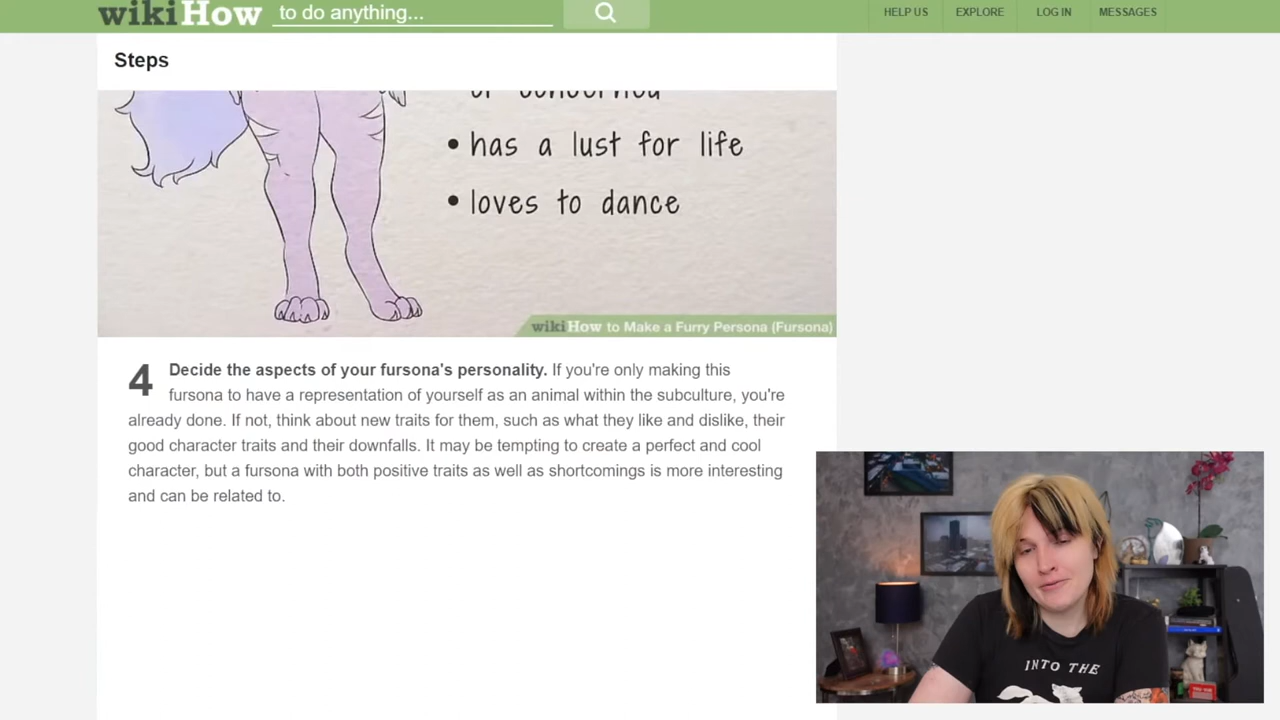 wikiHow to do anything...
HELP US EXPLORE LOG IN MESSAGES
Steps
or concerned
• has a lust for life
• loves to dance
wikiHow to Make a Furry Persona (Fursona)
4 Decide the aspects of your fursona's personality. If you're only making this
fursona to have a representation of yourself as an animal within the subculture, you're
already done. If not, think about new traits for them, such as what they like and dislike, their
good character traits and their downfalls. It may be tempting to create a perfect and cool
character, but a fursona with both positive traits as well as shortcomings is more interesting
and can be related to.
INTO THE